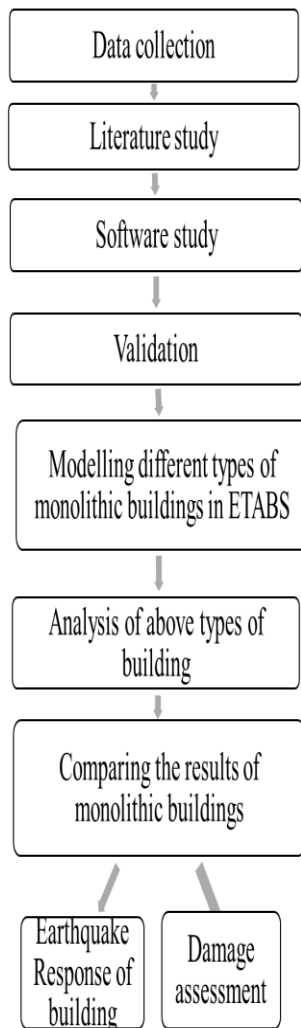 Data collection
Literature study
Software study
Validation
Modelling different types of
monolithic buildings in ETABS
Analysis of above types of
building
Comparing the results of
monolithic buildings
Earthquake
Response of
building
Damage
assessment